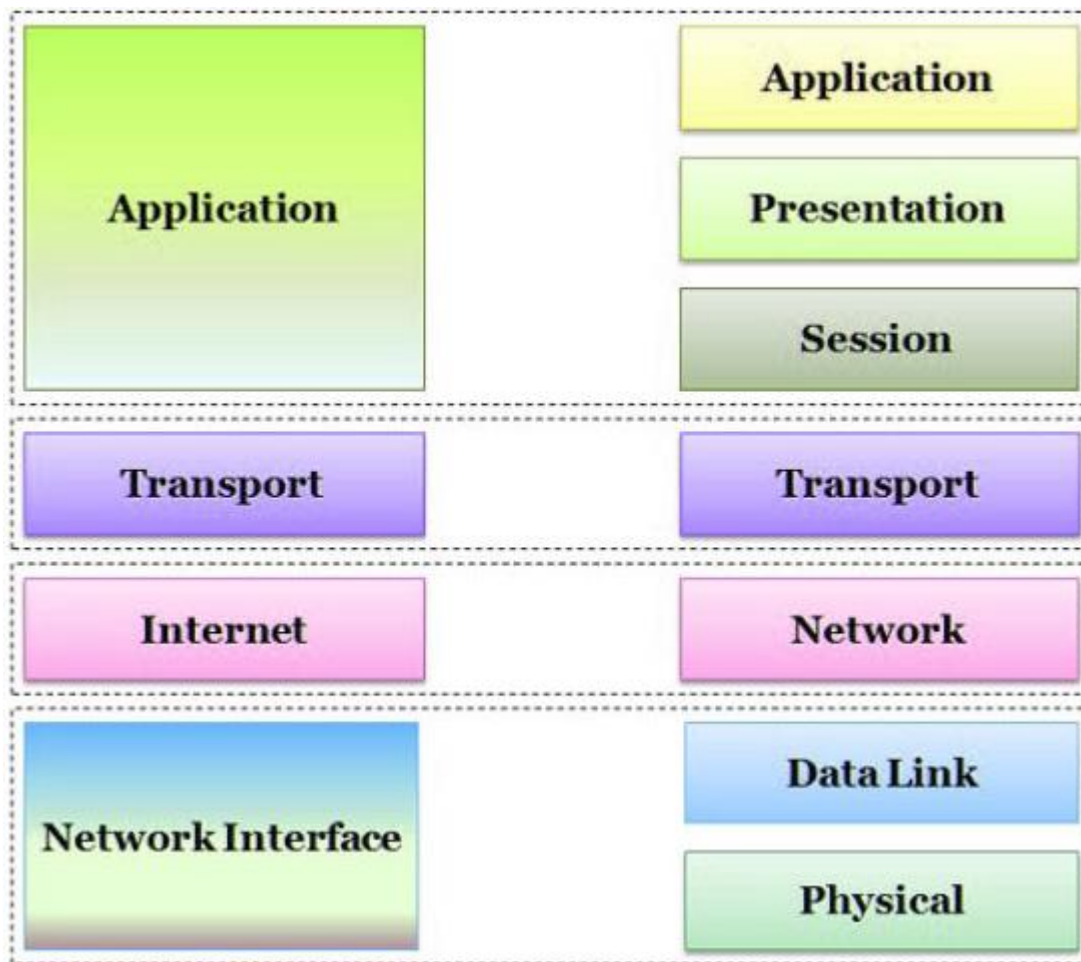 Application
Application
Presentation
Session
Transport
Transport
Internet
Network
Network Interface
Data Link
Physical